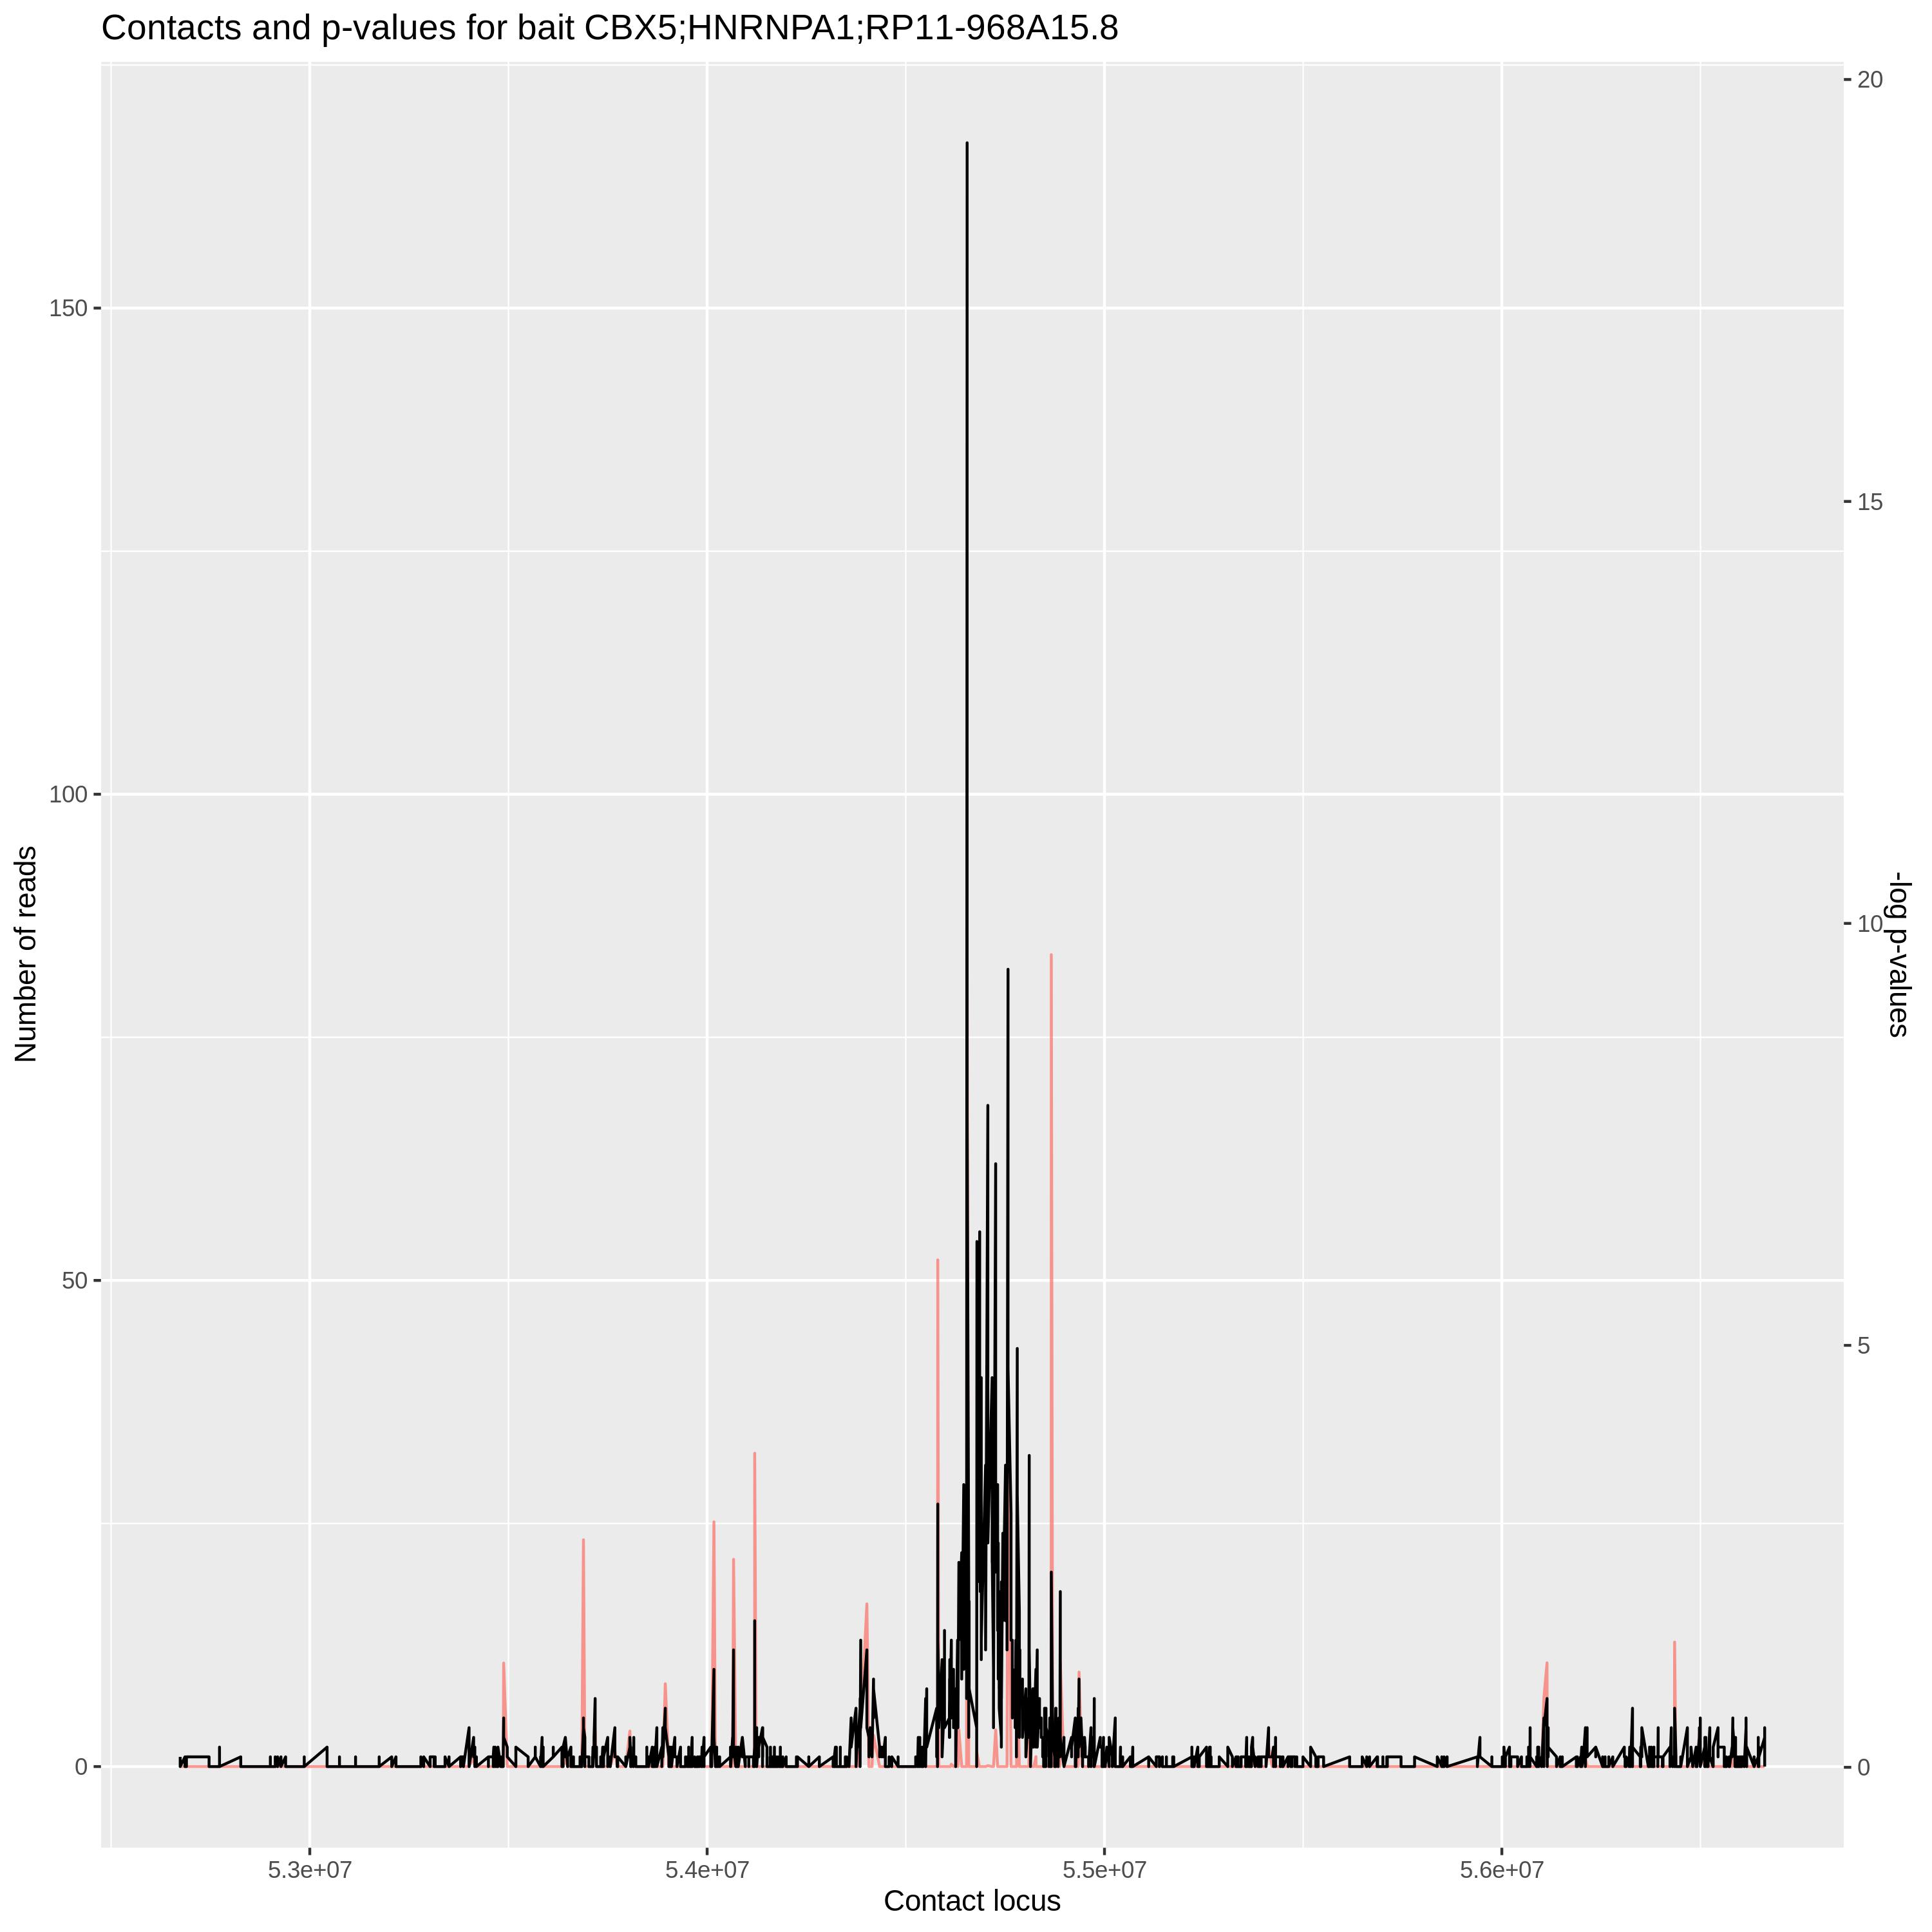 Contacts and p-values for bait CBX5;HNRNPA1;RP11-968A15.8
Number of reads
150
100
50
0
20
15
10
5
0
-log p-values
5.3e+07
5.4e+07
5.5e+07
5.6e+07
Contact locus